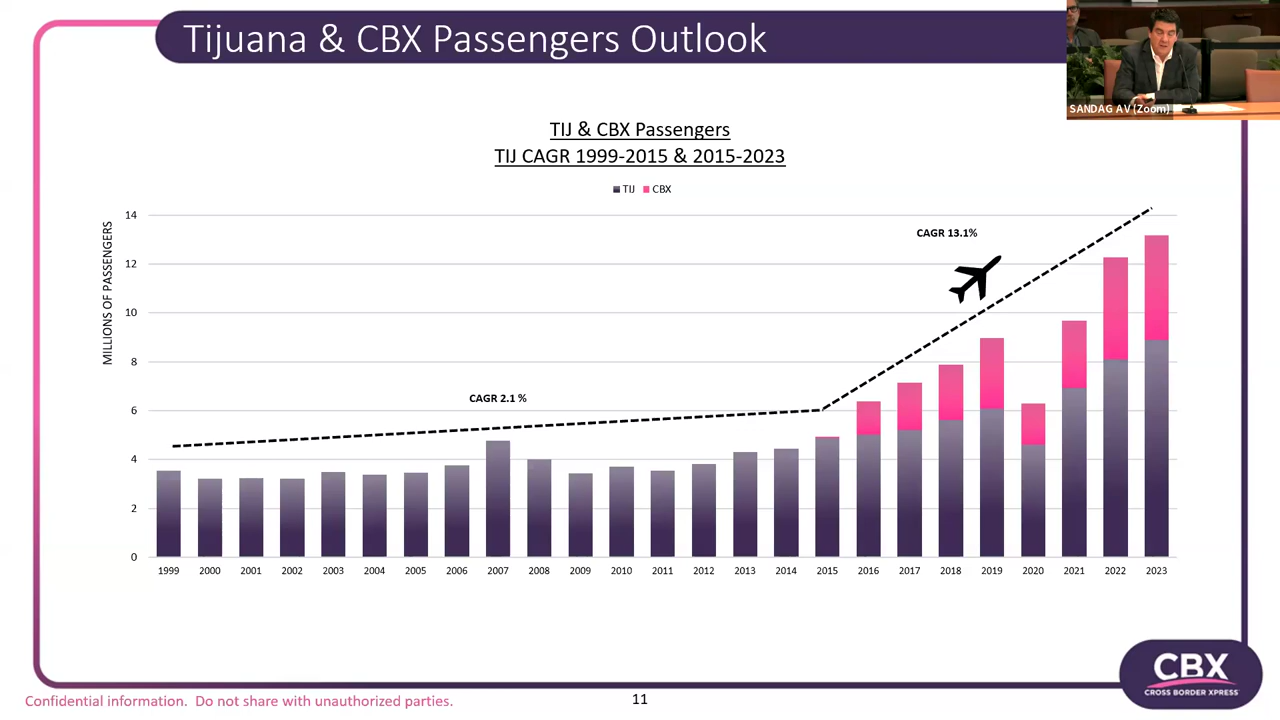 Tijuana & CBX Passengers Outlook
SANDAG AV (Zoom)
TIJ & CBX Passengers
TIJ CAGR 1999-2015 & 2015-2023
TIJ CBX
MILLIONS OF PASSENGERS
14
12
10
8
6
4
2
0
CAGR 13.1%
CAGR 2.1 %
1999 2000 2001 2002 2003 2004 2005 2006 2007 2008 2009 2010 2011 2012 2013 2014 2015 2016 2017 2018 2019 2020 2021 2022 2023
CBX
CROSS BORDER XPRESS
Confidential information. Do not share with unauthorized parties.
11